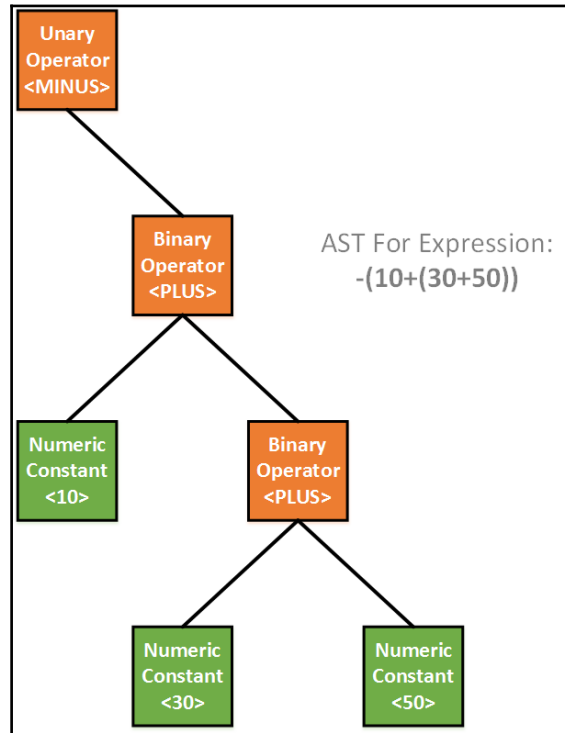 Unary
Operator
<MINUS>
Binary
Operator
<PLUS>
AST For Expression:
-(10+(30+50))
Numeric
Constant
<10>
Binary
Operator
<PLUS>
Numeric
Constant
<30>
Numeric
Constant
<50>